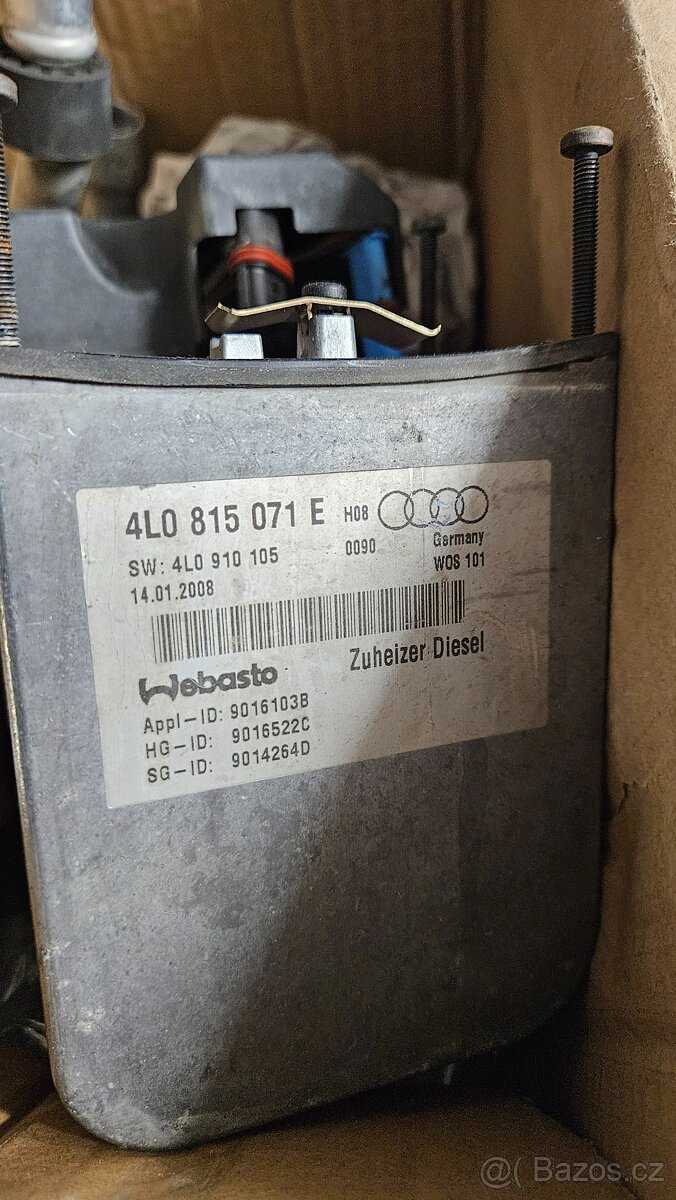 4L0 815 071 E H08
SW: 4L0 910 105 0090 Germany
14.01.2008 WOS 101
Webasto Zuheizer Diesel
Appl-ID: 9016103B
HG-ID: 9016522C
SG-ID: 9014264D
@( Bazos.cz